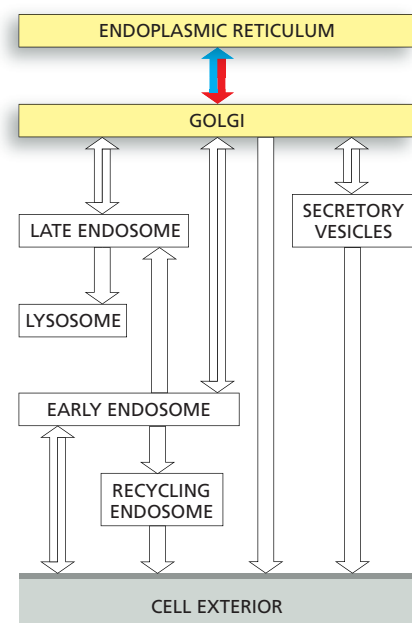 ENDOPLASMIC RETICULUM
GOLGI
LATE ENDOSOME
SECRETORY
VESICLES
LYSOSOME
EARLY ENDOSOME
RECYCLING
ENDOSOME
CELL EXTERIOR